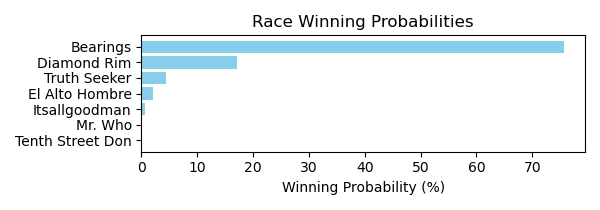 Race Winning Probabilities
Bearings
Diamond Rim
Truth Seeker
El Alto Hombre
Itsallgoodman
Mr. Who
Tenth Street Don
0 10 20 30 40 50 60 70
Winning Probability (%)